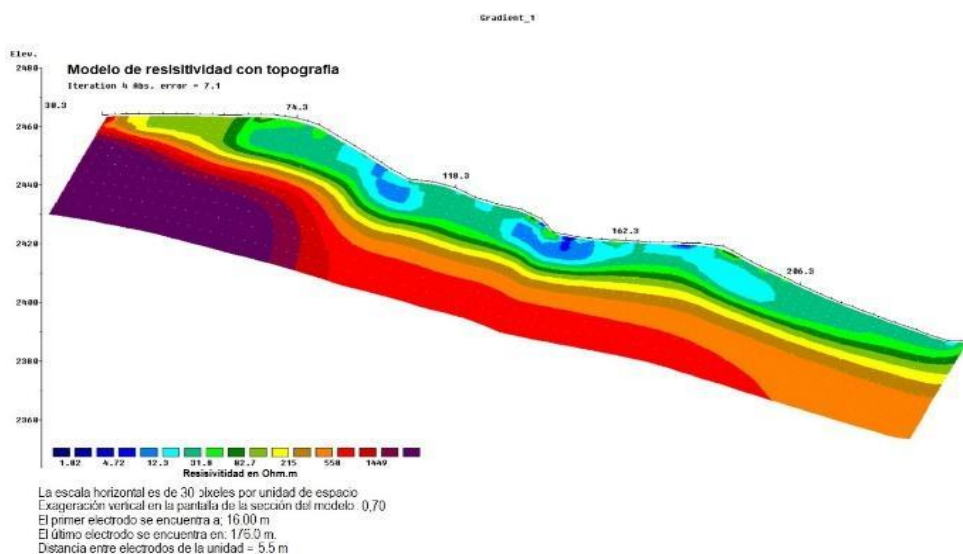 Gradient_1
Elev.
2480
Modelo de resisitividad con topografia
Iteration 4 Abs. error = 7.1
30.3
74.3
2460
118.3
2440
162.3
2420
206.3
2400
2380
2360
1.02 4.72 12.3 31.8 82.7 215 558 1449
Resisivitidad en Ohm.m
La escala horizontal es de 30 pixeles por unidad de espacio
Exageración vertical en la pantalla de la sección del modelo: 0,70
El primer electrodo se encuentra a; 16.00 m
El último electrodo se encuentra en: 176.0 m.
Distancia entre electrodos de la unidad = 5.5 m